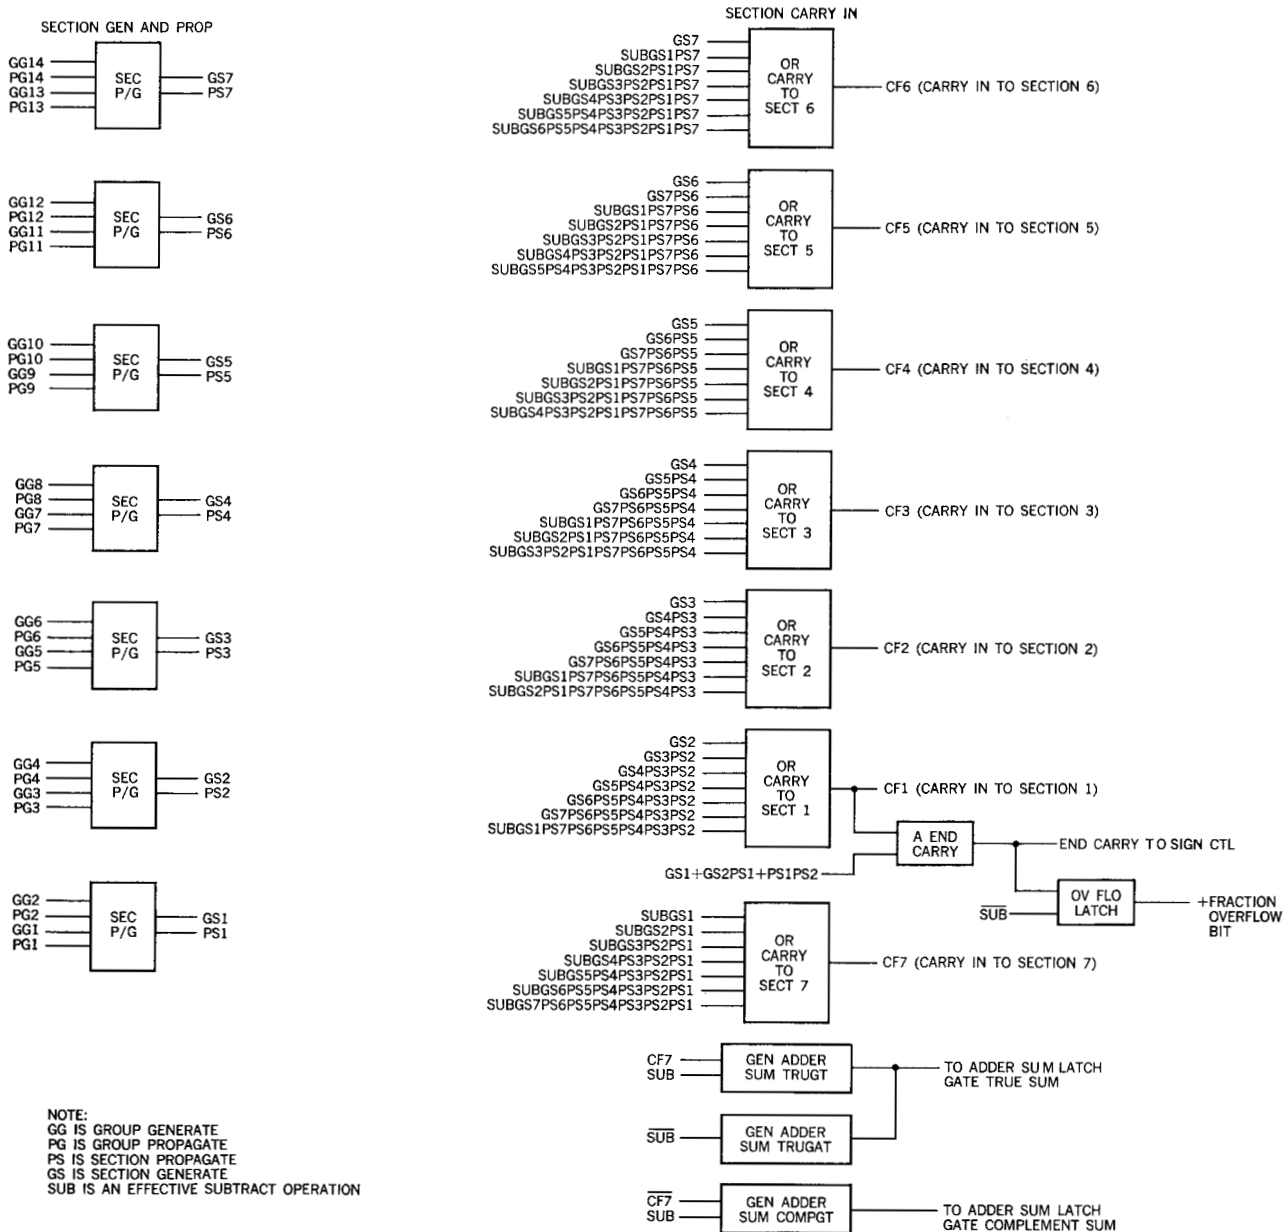 SECTION GEN AND PROP
GG14
PG14
GG13
PG13
SEC
P/G
GS7
PS7
GG12
PG12
GG11
PG11
SEC
P/G
GS6
PS6
GG10
PG10
GG9
PG9
SEC
P/G
GS5
PS5
GG8
PG8
GG7
PG7
SEC
P/G
GS4
PS4
GG6
PG6
GG5
PG5
SEC
P/G
GS3
PS3
GG4
PG4
GG3
PG3
SEC
P/G
GS2
PS2
GG2
PG2
GG1
PG1
SEC
P/G
GS1
PS1
NOTE:
GG IS GROUP GENERATE
PG IS GROUP PROPAGATE
PS IS SECTION PROPAGATE
GS IS SECTION GENERATE
SUB IS AN EFFECTIVE SUBTRACT OPERATION
SECTION CARRY IN
GS7
SUBGS1PS7
SUBGS2PS1PS7
SUBGS3PS2PS1PS7
SUBGS4PS3PS2PS1PS7
SUBGS5PS4PS3PS2PS1PS7
SUBGS6PS5PS4PS3PS2PS1PS7
OR
CARRY
TO
SECT 6
CF6 (CARRY IN TO SECTION 6)
GS6
GS7PS6
SUBGS1PS7PS6
SUBGS2PS1PS7PS6
SUBGS3PS2PS1PS7PS6
SUBGS4PS3PS2PS1PS7PS6
SUBGS5PS4PS3PS2PS1PS7PS6
OR
CARRY
TO
SECT 5
CF5 (CARRY IN TO SECTION 5)
GS5
GS6PS5
GS7PS6PS5
SUBGS1PS7PS6PS5
SUBGS2PS1PS7PS6PS5
SUBGS3PS2PS1PS7PS6PS5
SUBGS4PS3PS2PS1PS7PS6PS5
OR
CARRY
TO
SECT 4
CF4 (CARRY IN TO SECTION 4)
GS4
GS5PS4
GS6PS5PS4
GS7PS6PS5PS4
SUBGS1PS7PS6PS5PS4
SUBGS2PS1PS7PS6PS5PS4
SUBGS3PS2PS1PS7PS6PS5PS4
OR
CARRY
TO
SECT 3
CF3 (CARRY IN TO SECTION 3)
GS3
GS4PS3
GS5PS4PS3
GS6PS5PS4PS3
GS7PS6PS5PS4PS3
SUBGS1PS7PS6PS5PS4PS3
SUBGS2PS1PS7PS6PS5PS4PS3
OR
CARRY
TO
SECT 2
CF2 (CARRY IN TO SECTION 2)
GS2
GS3PS2
GS4PS3PS2
GS5PS4PS3PS2
GS6PS5PS4PS3PS2
GS7PS6PS5PS4PS3PS2
SUBGS1PS7PS6PS5PS4PS3PS2
OR
CARRY
TO
SECT 1
CF1 (CARRY IN TO SECTION 1)
GS1+GS2PS1+PS1PS2
A END
CARRY
END CARRY TO SIGN CTL
S̅U̅B̅
OV FLO
LATCH
+FRACTION
OVERFLOW
BIT
SUBGS1
SUBGS2PS1
SUBGS3PS2PS1
SUBGS4PS3PS2PS1
SUBGS5PS4PS3PS2PS1
SUBGS6PS5PS4PS3PS2PS1
SUBGS7PS6PS5PS4PS3PS2PS1
OR
CARRY
TO
SECT 7
CF7 (CARRY IN TO SECTION 7)
CF7
SUB
GEN ADDER
SUM TRUGT
TO ADDER SUM LATCH
GATE TRUE SUM
S̅U̅B̅
GEN ADDER
SUM TRUGAT
C̅F̅7̅
SUB
GEN ADDER
SUM COMPGT
TO ADDER SUM LATCH
GATE COMPLEMENT SUM